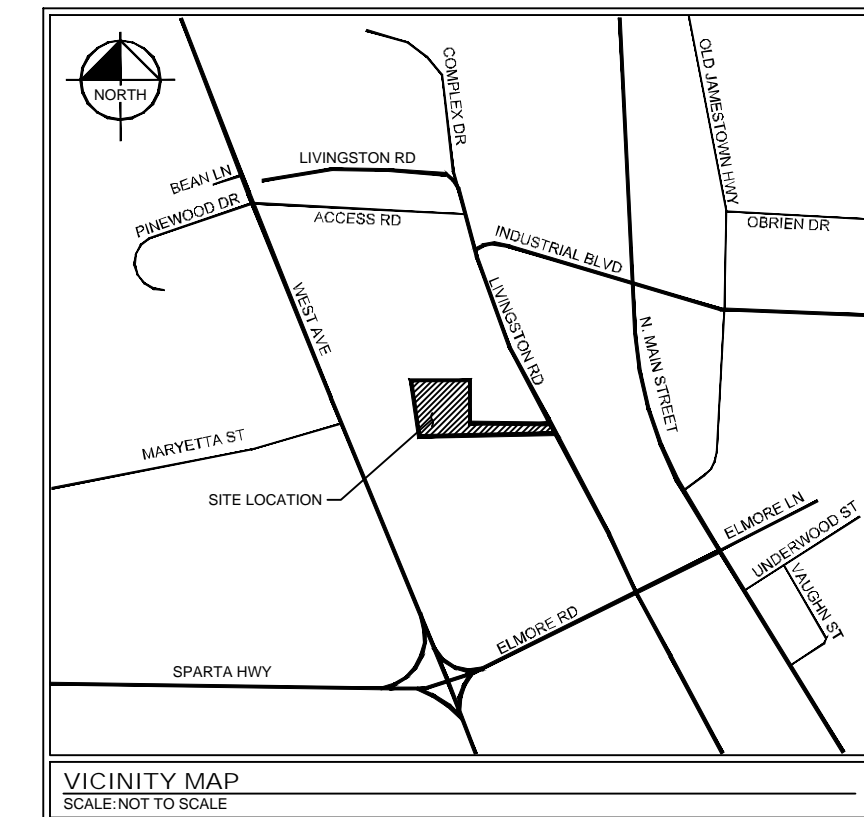 NORTH
COMPLEX DR
OLD JAMESTOWN HWY
LIVINGSTON RD
BEAN LN
PINEWOOD DR
ACCESS RD
OBRIEN DR
INDUSTRIAL BLVD
WEST AVE
LIVINGSTON RD
N. MAIN STREET
MARYETTA ST
SITE LOCATION
ELMORE LN
UNDERWOOD ST
VAUGHN ST
ELMORE RD
SPARTA HWY
VICINITY MAP
SCALE:NOT TO SCALE